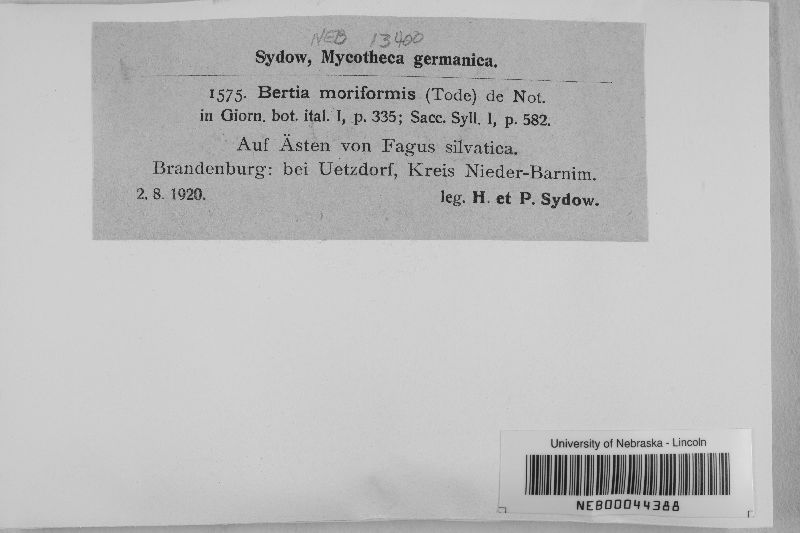 NEB 13400
Sydow, Mycotheca germanica.
1575. Bertia moriformis (Tode) de Not.
in Giorn. bot. ital. I, p. 335; Sacc. Syll. I, p. 582.
Auf Ästen von Fagus silvatica.
Brandenburg: bei Uetzdorf, Kreis Nieder-Barnim.
2. 8. 1920. leg. H. et P. Sydow.
University of Nebraska - Lincoln
NEB00044388